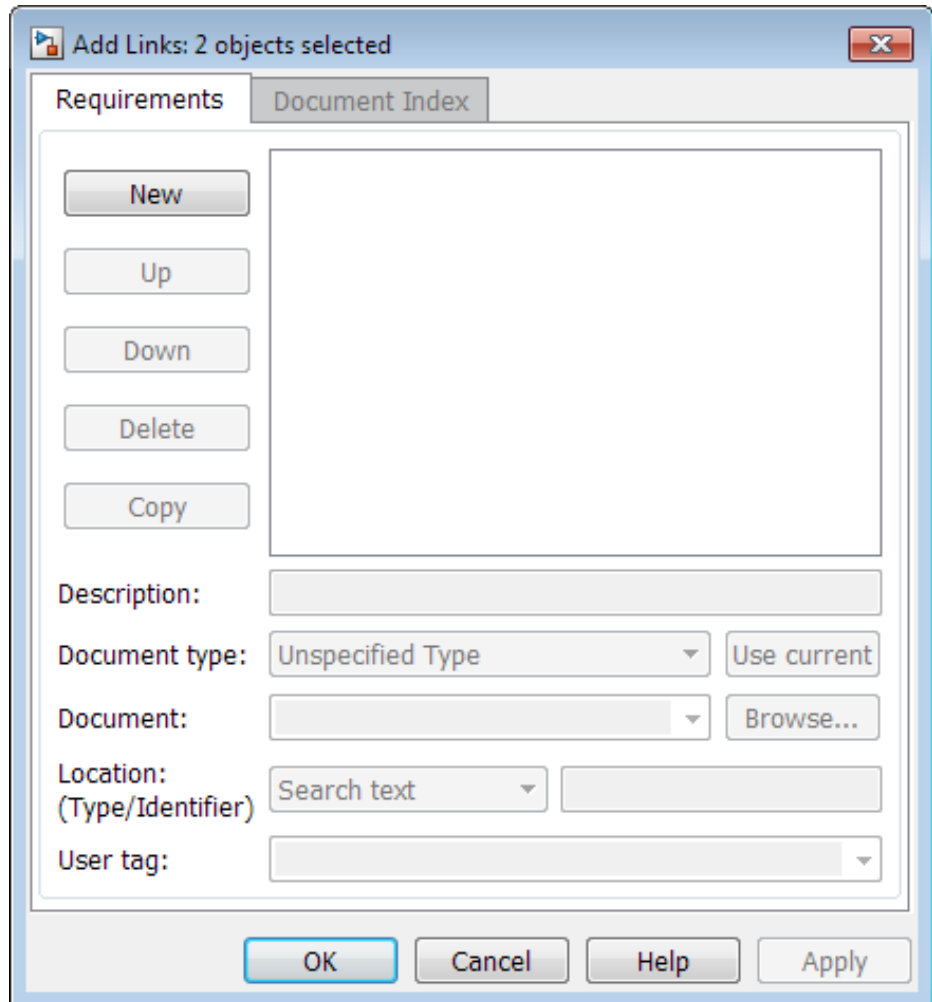 Add Links: 2 objects selected
Requirements Document Index
New
Up
Down
Delete
Copy
Description:
Document type: Unspecified Type Use current
Document: Browse...
Location:
(Type/Identifier) Search text
User tag:
OK Cancel Help Apply